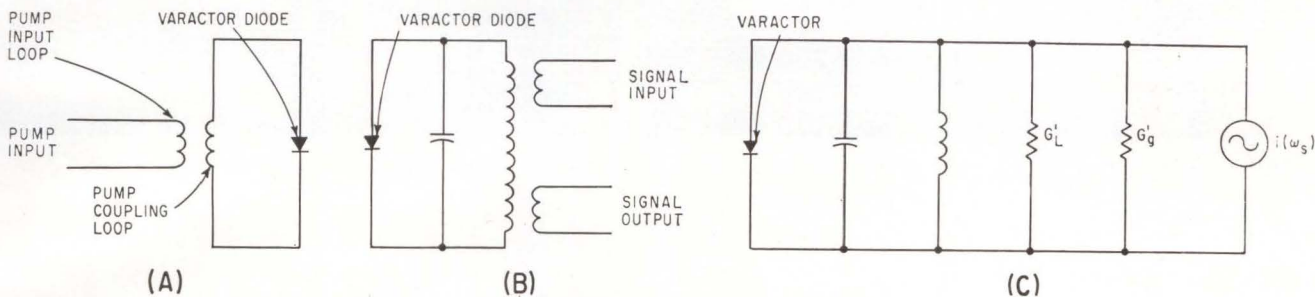 PUMP
INPUT
LOOP
VARACTOR DIODE
PUMP
INPUT
PUMP
COUPLING
LOOP
(A)
VARACTOR DIODE
SIGNAL
INPUT
SIGNAL
OUTPUT
(B)
VARACTOR
G'L
G'g
i(ωs)
(C)